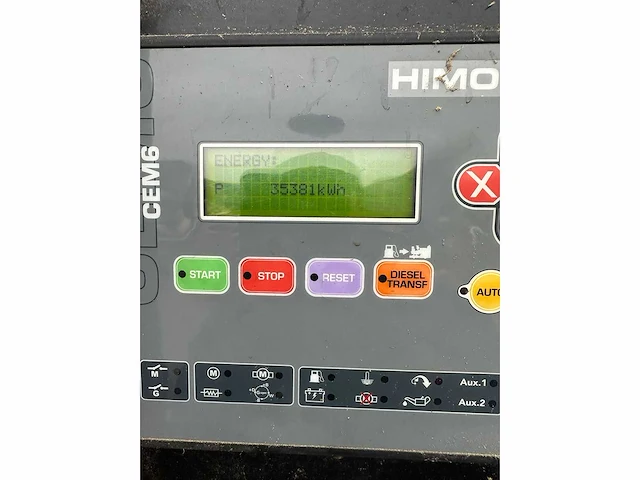 HIMO
CEM6
ENERGY:
P 35381kWh
START
STOP
RESET
DIESEL
TRANSF
AUTO
M
M
M
Aux.1
G
Aux.2